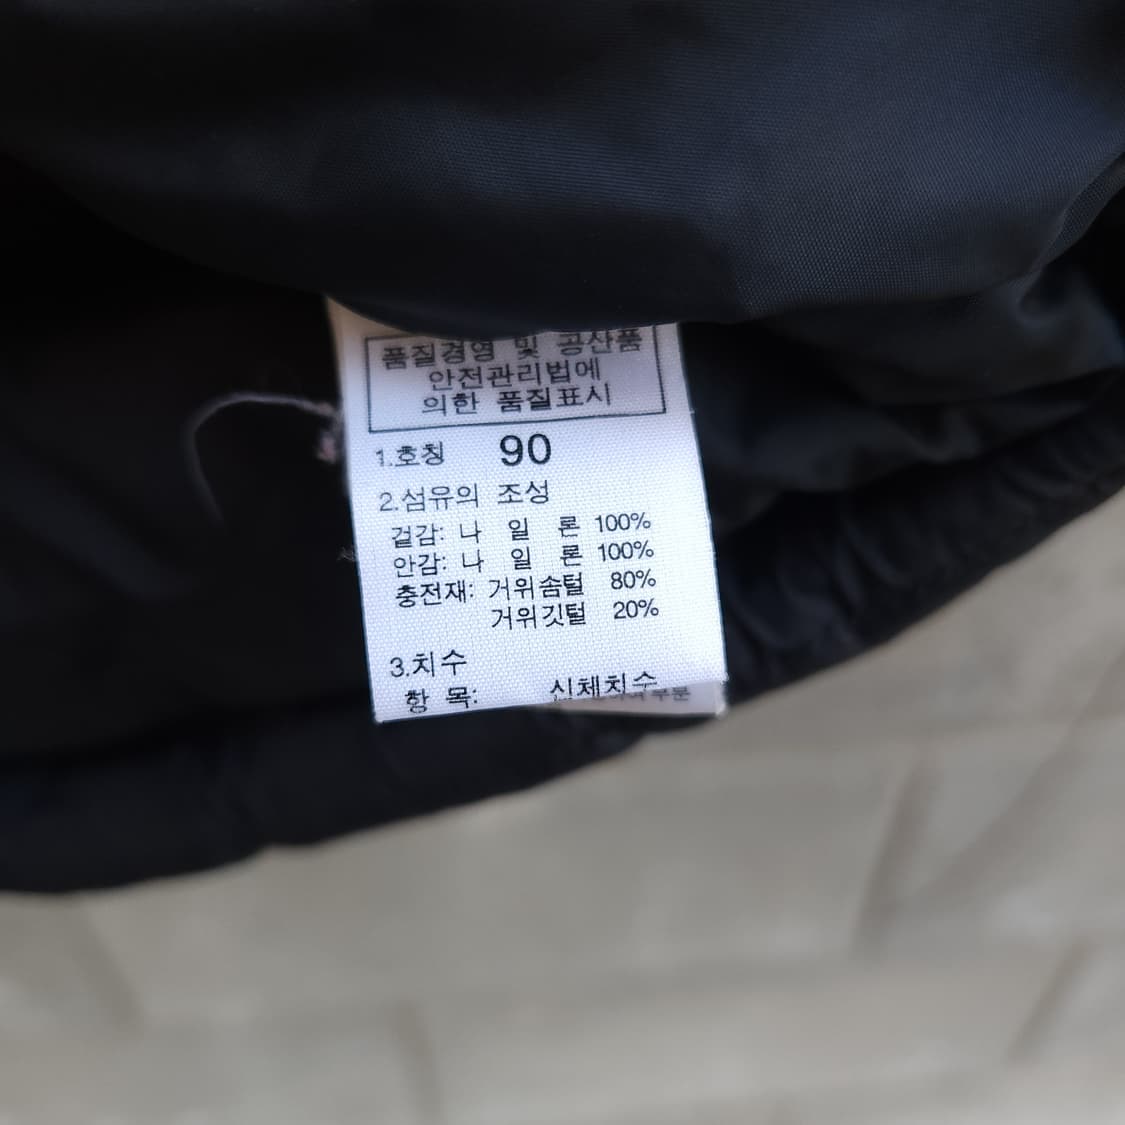 품질경영 및 공산품
안전관리법에
의한 품질표시
1.호칭 90
2.섬유의 조성
겉감: 나 일 론 100%
안감: 나 일 론 100%
충전재: 거위솜털 80%
거위깃털 20%
3.치수
항 목: 신체치수
부분